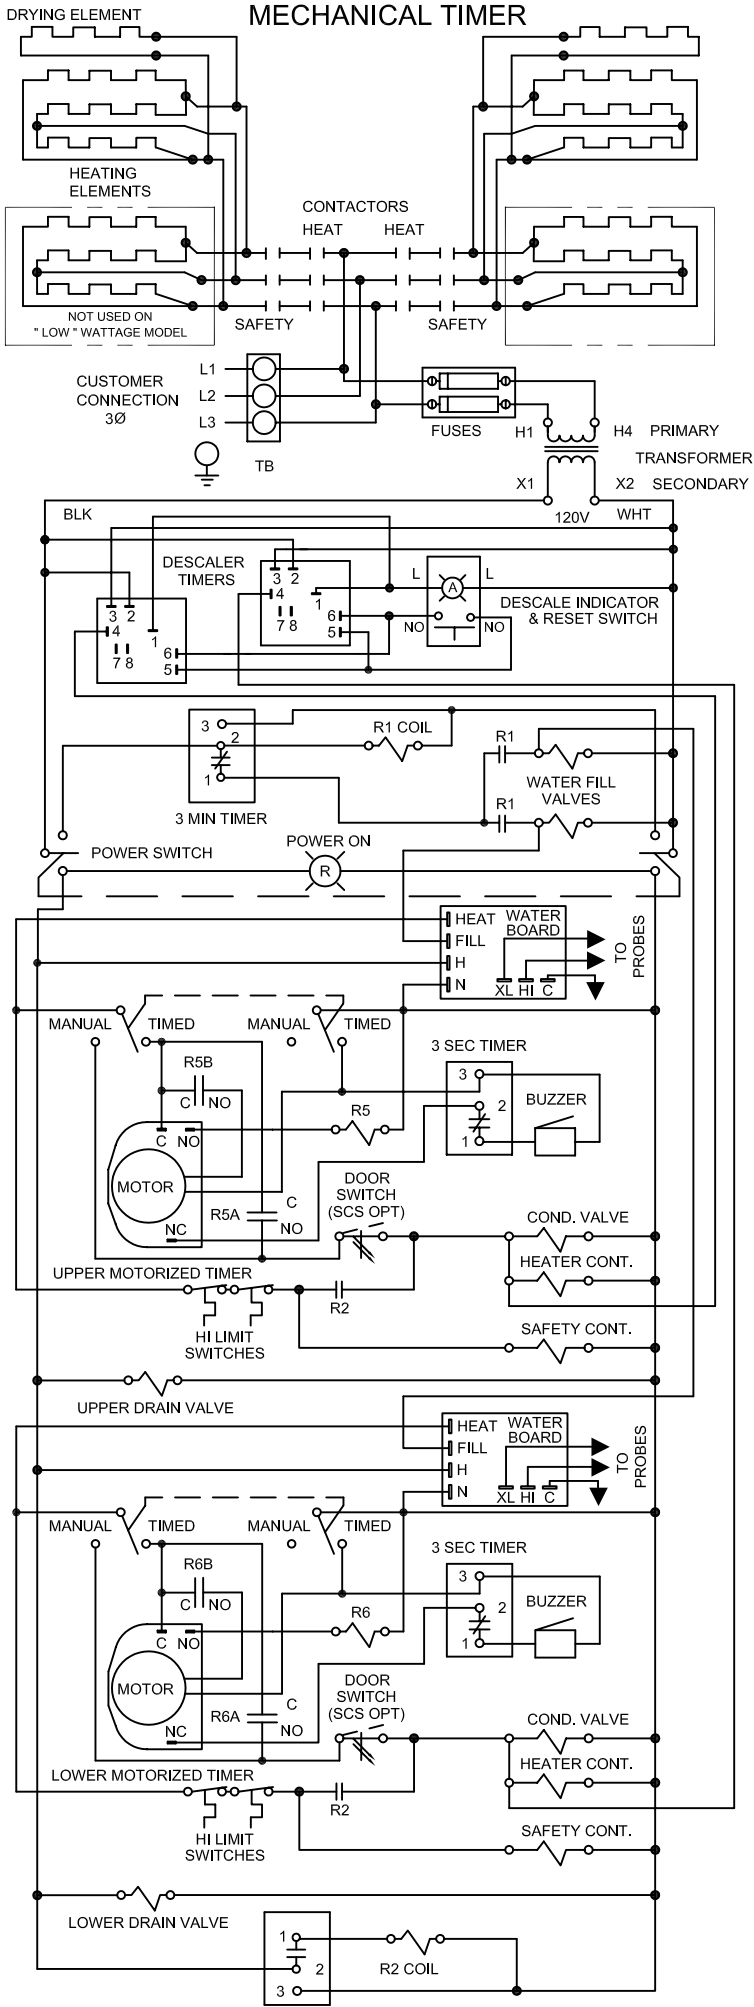 MECHANICAL TIMER
DRYING ELEMENT
HEATING
ELEMENTS
CONTACTORS
HEAT HEAT
NOT USED ON
" LOW " WATTAGE MODEL
SAFETY SAFETY
CUSTOMER
CONNECTION
3Ø
L1
L2
L3
TB
FUSES
H1 H4 PRIMARY
TRANSFORMER
X1 X2 SECONDARY
BLK 120V WHT
DESCALER
TIMERS
3 2
4
1
7 8
6
5
3 2
4
1
7 8
6
5
L A L
NO NO
DESCALE INDICATOR
& RESET SWITCH
3
2
1
3 MIN TIMER
R1 COIL
R1
R1
WATER FILL
VALVES
POWER SWITCH
POWER ON
R
HEAT
FILL
H
N
WATER
BOARD
XL HI C
TO
PROBES
MANUAL TIMED MANUAL TIMED
R5B
C NO
C NO
MOTOR
NC
R5
R5A
C
NO
3 SEC TIMER
3
2
1
BUZZER
DOOR
SWITCH
(SCS OPT)
COND. VALVE
HEATER CONT.
UPPER MOTORIZED TIMER
R2
HI LIMIT
SWITCHES
SAFETY CONT.
UPPER DRAIN VALVE
HEAT
FILL
H
N
WATER
BOARD
XL HI C
TO
PROBES
MANUAL TIMED MANUAL TIMED
R6B
C NO
C NO
MOTOR
NC
R6
R6A
C
NO
3 SEC TIMER
3
2
1
BUZZER
DOOR
SWITCH
(SCS OPT)
COND. VALVE
HEATER CONT.
LOWER MOTORIZED TIMER
R2
HI LIMIT
SWITCHES
SAFETY CONT.
LOWER DRAIN VALVE
1
2
3
R2 COIL